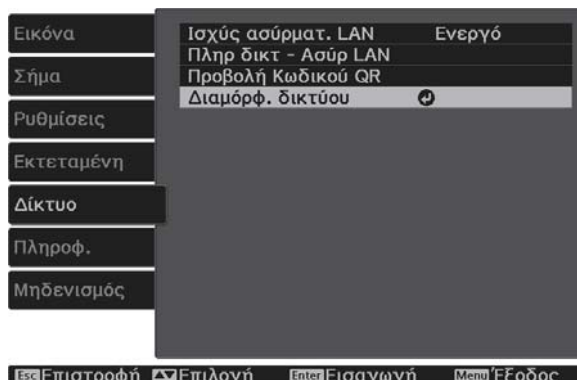 Εικόνα
Σήμα
Ρυθμίσεις
Εκτεταμένη
Δίκτυο
Πληροφ.
Μηδενισμός
Ισχύς ασύρματ. LAN Ενεργό
Πληρ δικτ - Ασύρ LAN
Προβολή Κωδικού QR
Διαμόρφ. δικτύου
Esc Επιστροφή Επιλογή Enter Εισαγωγή Menu Έξοδος